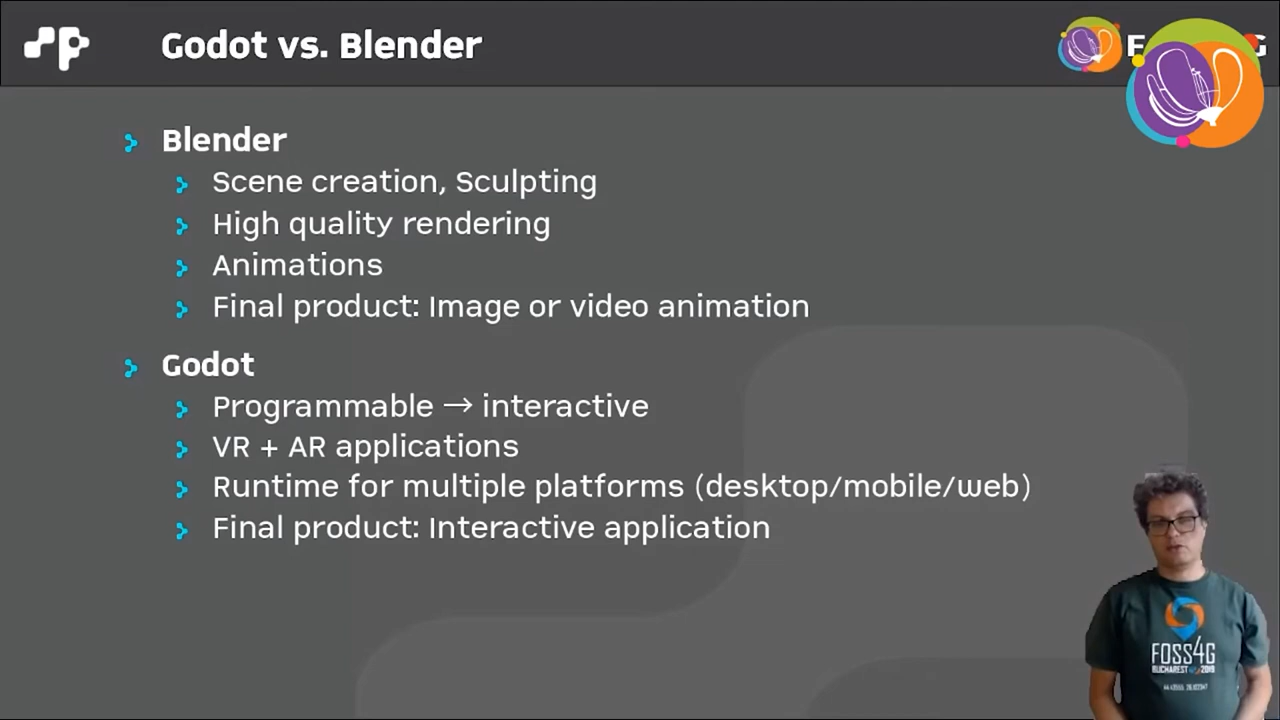 Godot vs. Blender
Blender
Scene creation, Sculpting
High quality rendering
Animations
Final product: Image or video animation
Godot
Programmable → interactive
VR + AR applications
Runtime for multiple platforms (desktop/mobile/web)
Final product: Interactive application
FOSS4G
BUCHAREST 2019